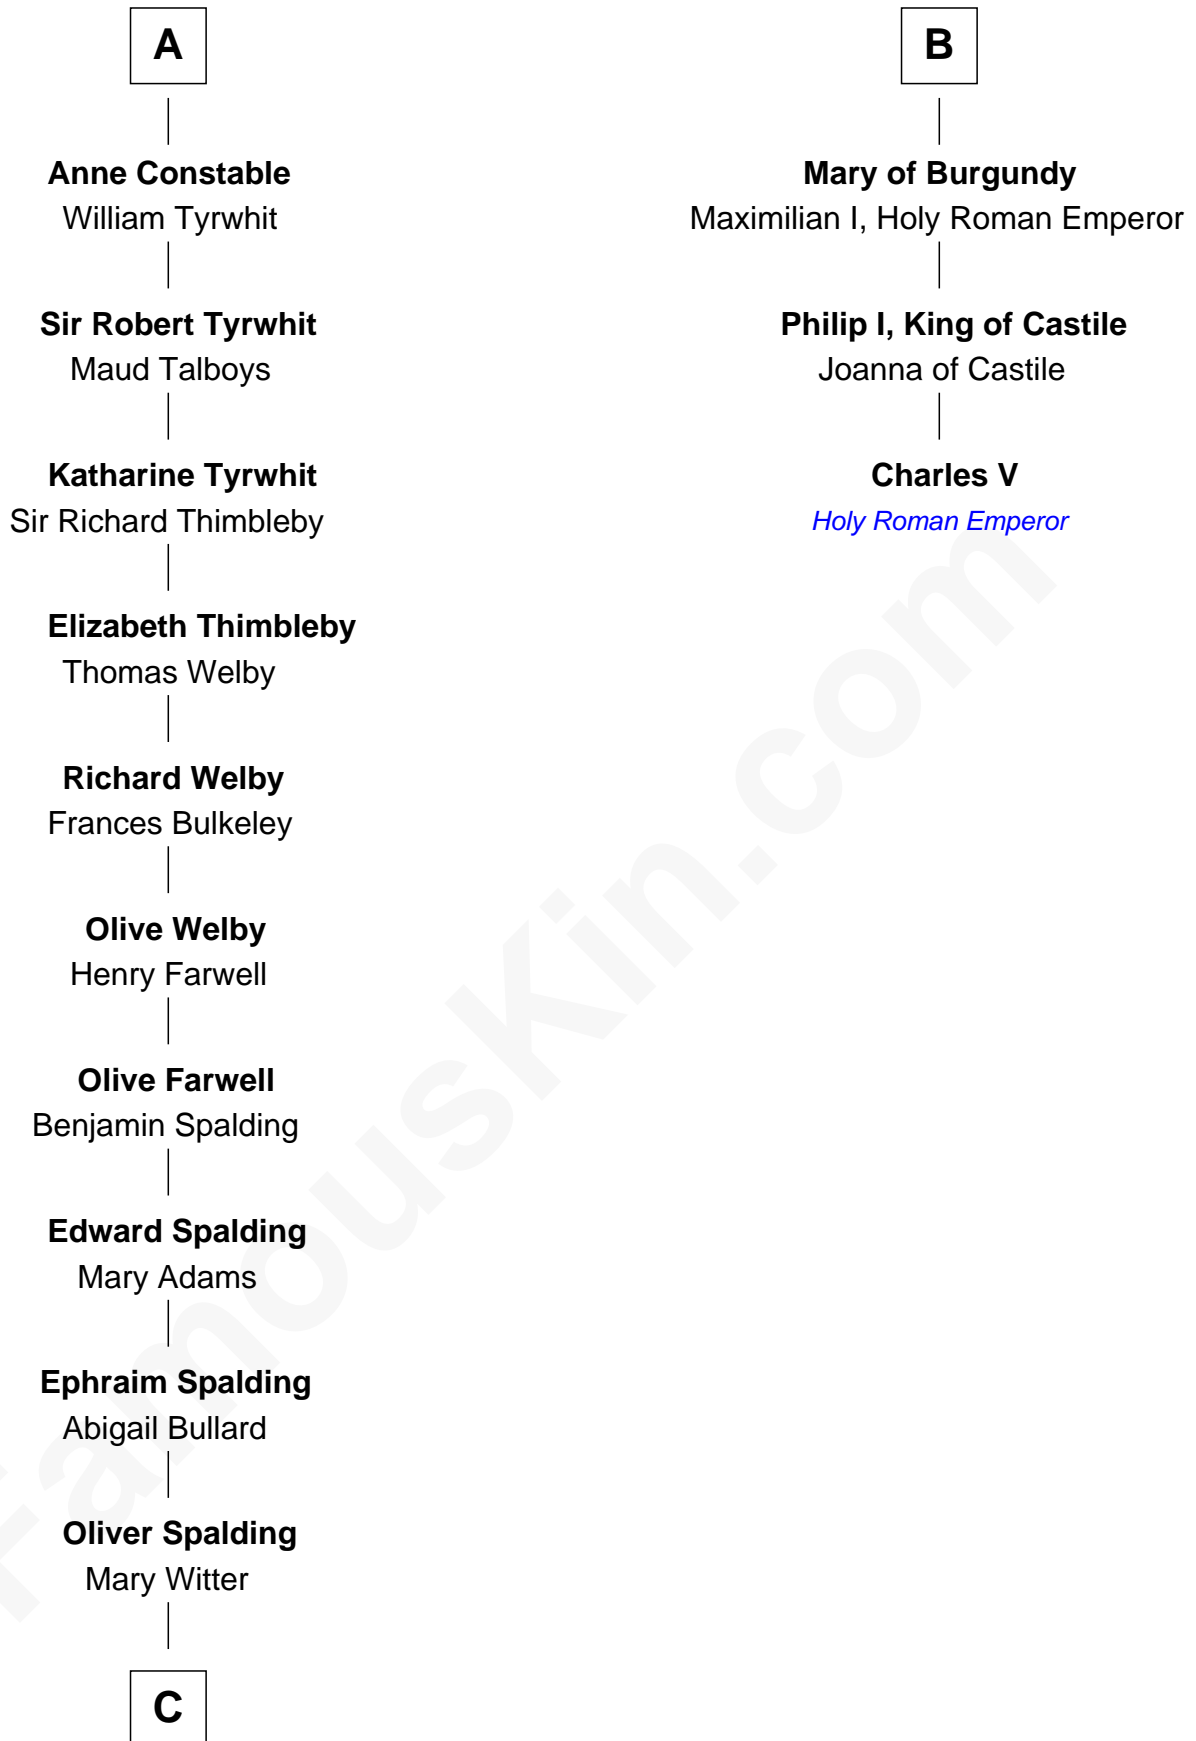 A
Anne Constable
William Tyrwhit
Sir Robert Tyrwhit
Maud Talboys
Katharine Tyrwhit
Sir Richard Thimbleby
Elizabeth Thimbleby
Thomas Welby
Richard Welby
Frances Bulkeley
Olive Welby
Henry Farwell
Olive Farwell
Benjamin Spalding
Edward Spalding
Mary Adams
Ephraim Spalding
Abigail Bullard
Oliver Spalding
Mary Witter
C
B
Mary of Burgundy
Maximilian I, Holy Roman Emperor
Philip I, King of Castile
Joanna of Castile
Charles V
Holy Roman Emperor
FamousKin.com